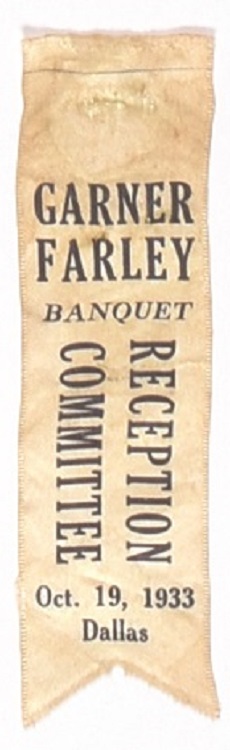 GARNER
FARLEY
BANQUET
RECEPTION
COMMITTEE
Oct. 19, 1933
Dallas